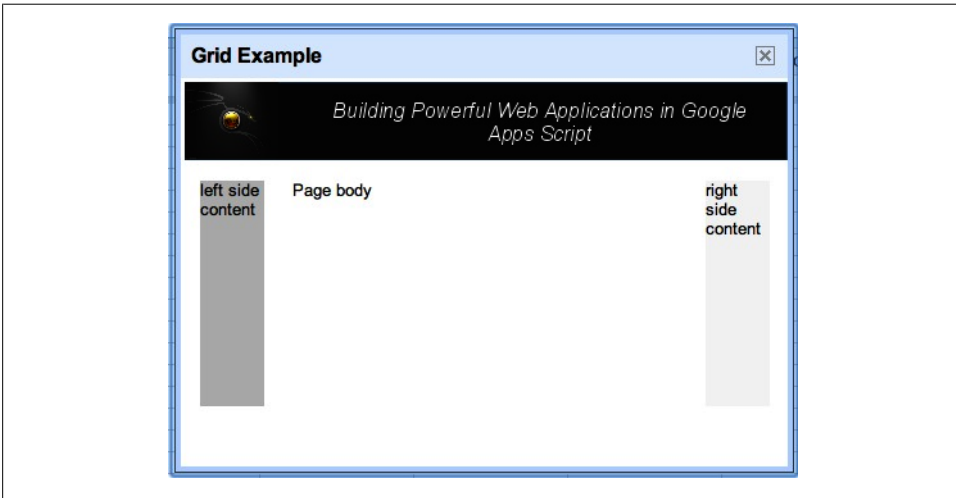 Grid Example
Building Powerful Web Applications in Google
Apps Script
left side
content
Page body
right
side
content